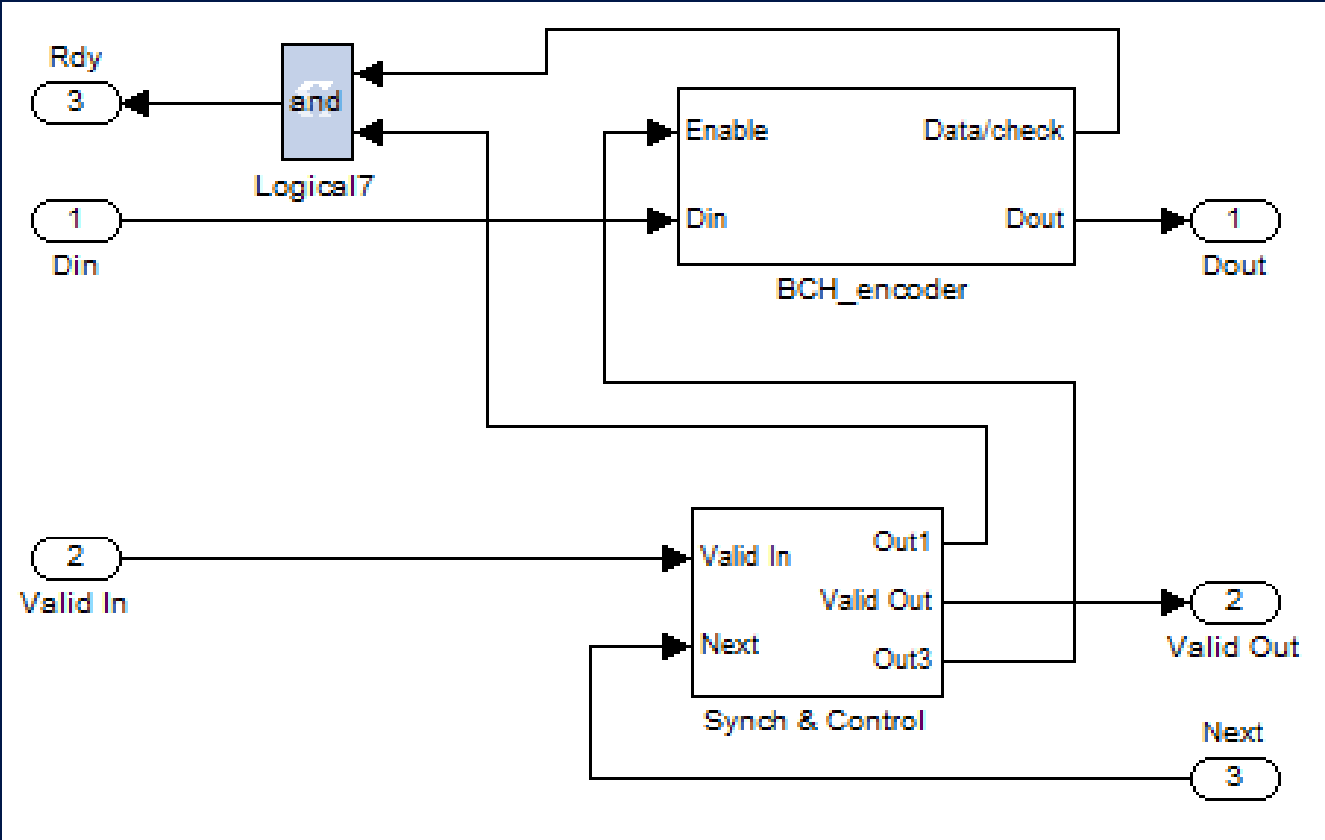 Rdy
3
and
Logical7
Enable
Data/check
1
Din
Din
Dout
1
Din
Dout
BCH_encoder
2
Valid In
Valid In
Out1
Valid Out
2
Valid Out
Next
Out3
Synch & Control
Next
3